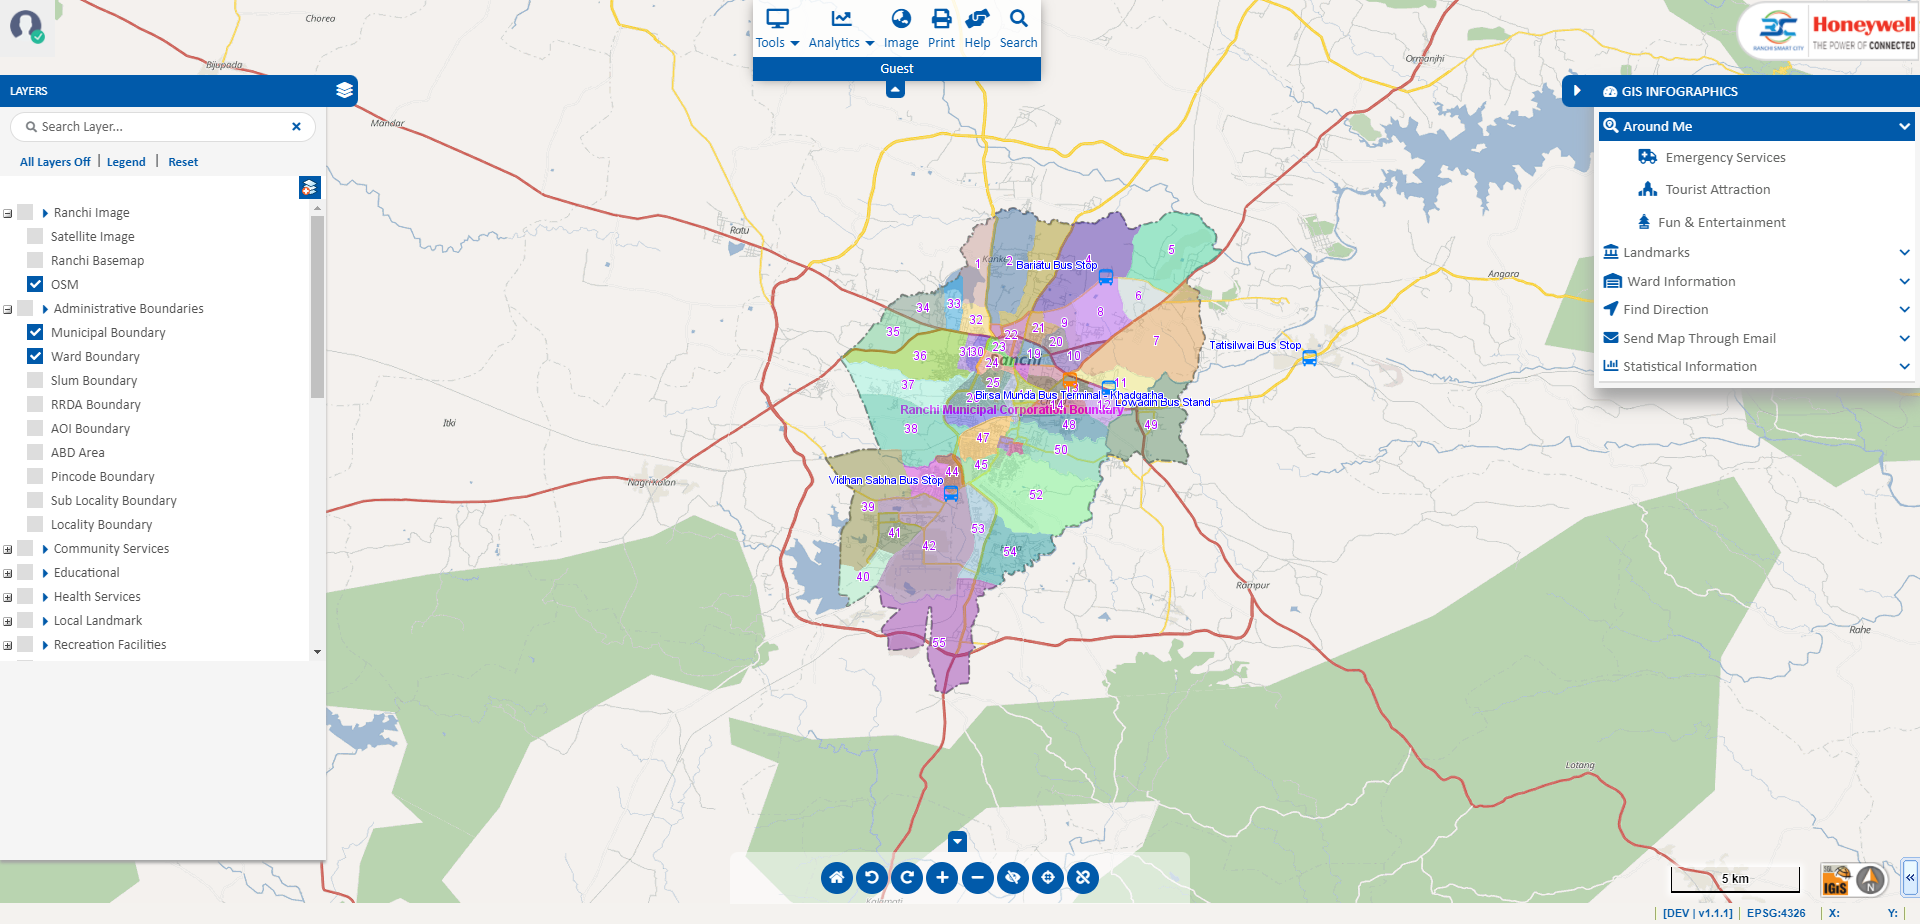 Tools
Analytics
Image
Print
Help
Search
Guest
RANCHI SMART CITY
Honeywell
THE POWER OF CONNECTED
LAYERS
Search Layer...
All Layers Off | Legend | Reset
Ranchi Image
Satellite Image
Ranchi Basemap
OSM
Administrative Boundaries
Municipal Boundary
Ward Boundary
Slum Boundary
RRDA Boundary
AOI Boundary
ABD Area
Pincode Boundary
Sub Locality Boundary
Locality Boundary
Community Services
Educational
Health Services
Local Landmark
Recreation Facilities
GIS INFOGRAPHICS
Around Me
Emergency Services
Tourist Attraction
Fun & Entertainment
Landmarks
Ward Information
Find Direction
Send Map Through Email
Statistical Information
Chorea
Bijupada
Ormanjhi
Mandar
Ratu
Angara
Itki
Nagri Kalan
Rampur
Rahe
Lotang
Kalamati
1
2
Bariatu Bus Stop
4
5
6
7
8
9
10
11
19
20
21
22
23
24
25
30
31
32
33
34
35
36
37
38
39
40
41
42
44
45
47
48
49
50
52
53
54
55
Ranchi
Tatisilwai Bus Stop
Birsa Munda Bus Terminal - Khadgarha
Lowadih Bus Stand
Ranchi Municipal Corporation Boundary
Vidhan Sabha Bus Stop
5 km
IGiS
N
[DEV | v1.1.1] | EPSG:4326 | X: Y: